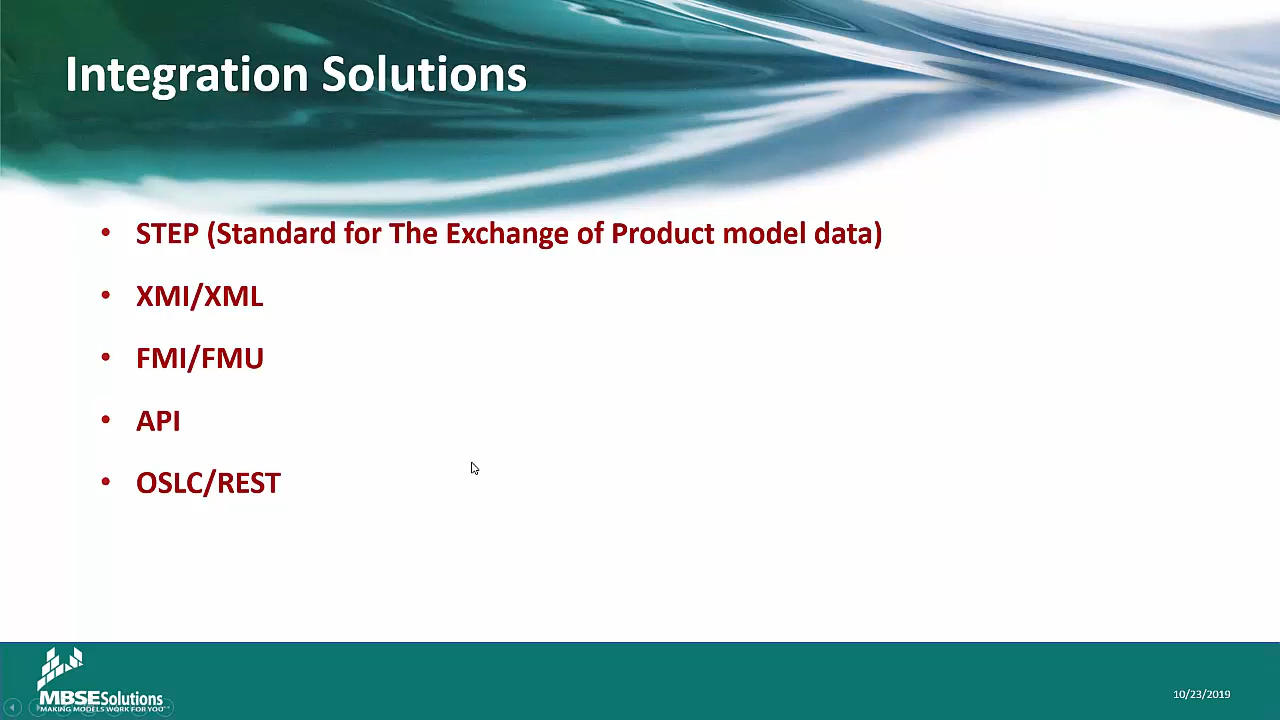 Integration Solutions
• STEP (Standard for The Exchange of Product model data)
• XMI/XML
• FMI/FMU
• API
• OSLC/REST
MBSESolutions
MAKING MODELS WORK FOR YOU
10/23/2019